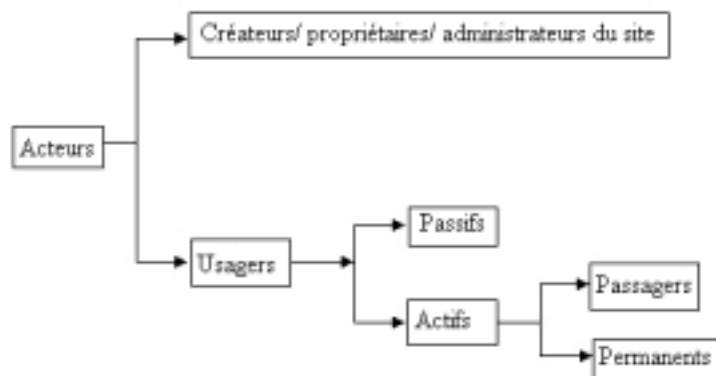 Créateurs/ propriétaires/ administrateurs du site
Acteurs
Usagers
Passifs
Actifs
Passagers
Permanents